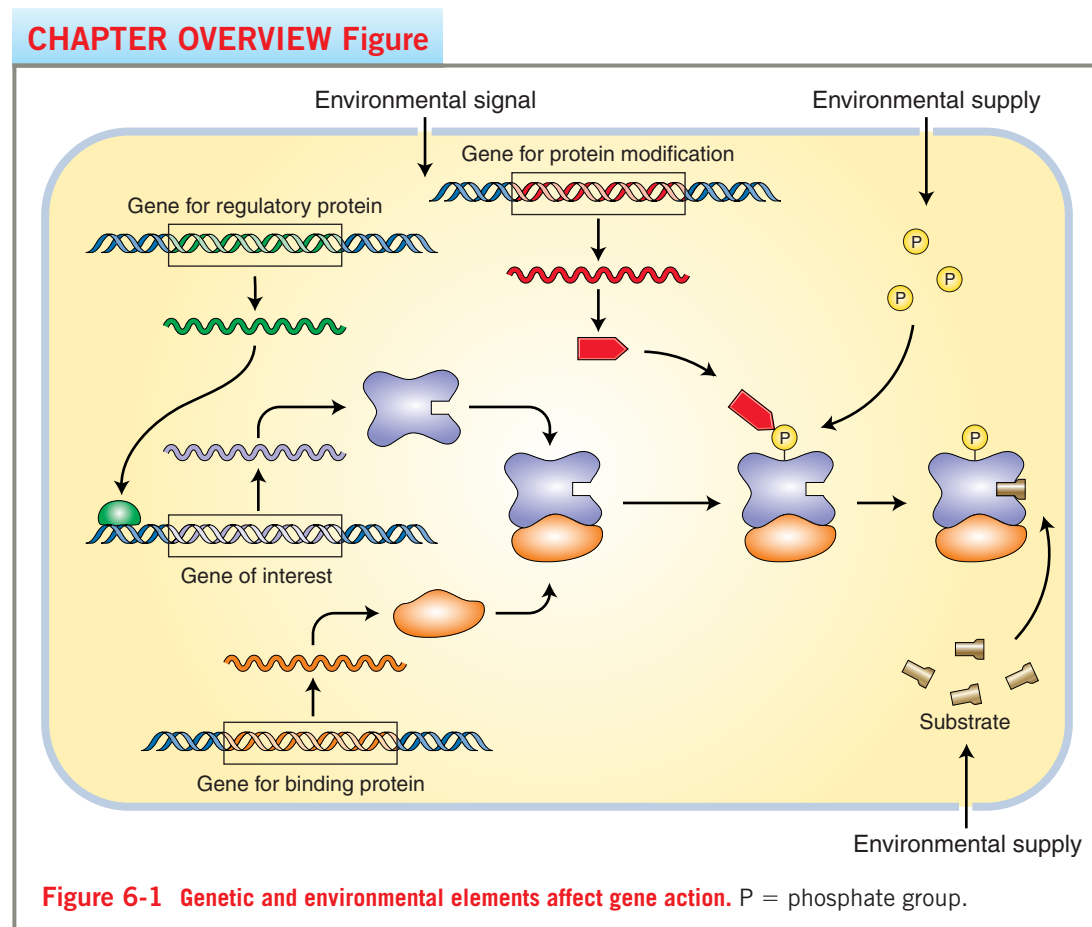 CHAPTER OVERVIEW Figure
Environmental signal
Environmental supply
Gene for protein modification
Gene for regulatory protein
P
P
P
P
P
Gene of interest
Substrate
Gene for binding protein
Environmental supply
Figure 6-1 Genetic and environmental elements affect gene action. P = phosphate group.